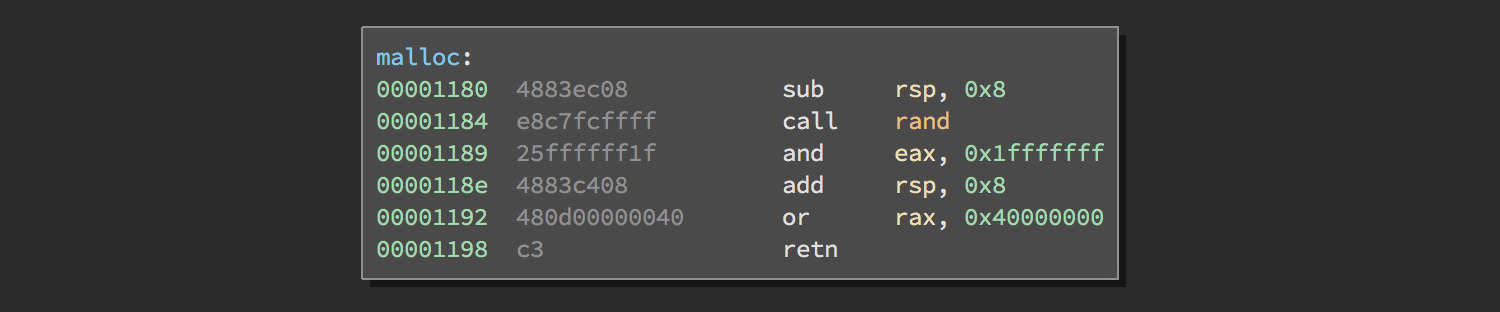 malloc:
00001180 4883ec08 sub rsp, 0x8
00001184 e8c7fcffff call rand
00001189 25ffffff1f and eax, 0x1fffffff
0000118e 4883c408 add rsp, 0x8
00001192 480d00000040 or rax, 0x40000000
00001198 c3 retn